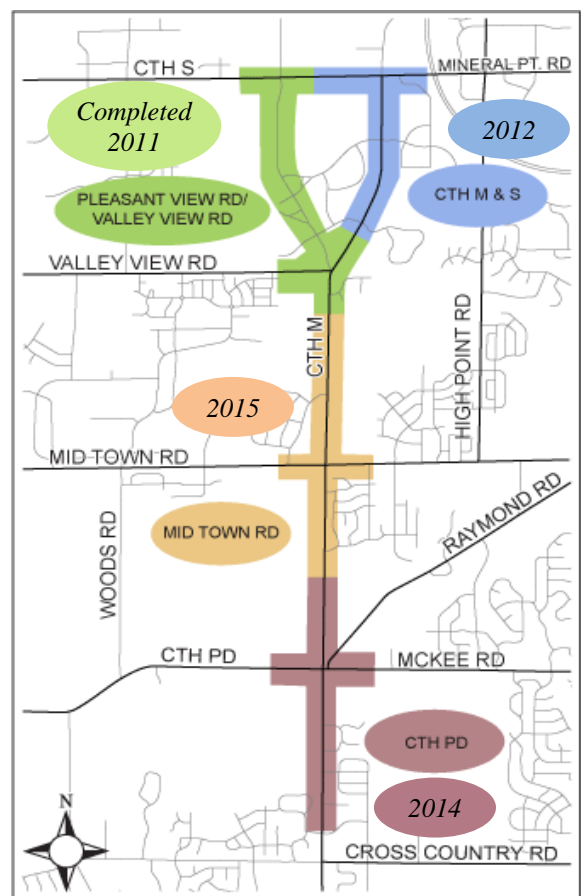 CTH S
MINERAL PT. RD
Completed
2011
2012
PLEASANT VIEW RD/
VALLEY VIEW RD
CTH M & S
VALLEY VIEW RD
CTH M
HIGH POINT RD
2015
MID TOWN RD
RAYMOND RD
MID TOWN RD
WOODS RD
CTH PD
MCKEE RD
CTH PD
2014
N
CROSS COUNTRY RD